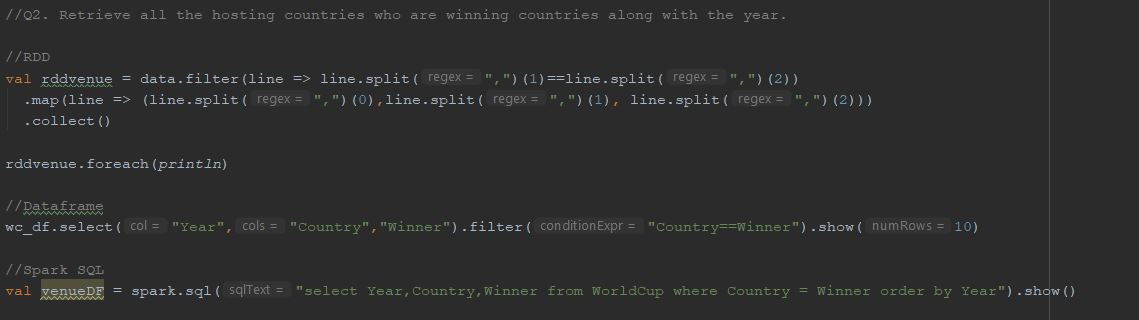 //Q2. Retrieve all the hosting countries who are winning countries along with the year.
//RDD
val rddvenue = data.filter(line => line.split( regex = ",")(1)==line.split( regex = ",")(2))
.map(line => (line.split( regex = ",")(0),line.split( regex = ",")(1), line.split( regex = ",")(2)))
.collect()
rddvenue.foreach(println)
//Dataframe
wc_df.select( col = "Year", cols = "Country","Winner").filter( conditionExpr = "Country==Winner").show( numRows = 10)
//Spark SQL
val venueDF = spark.sql( sqlText = "select Year,Country,Winner from WorldCup where Country = Winner order by Year").show()